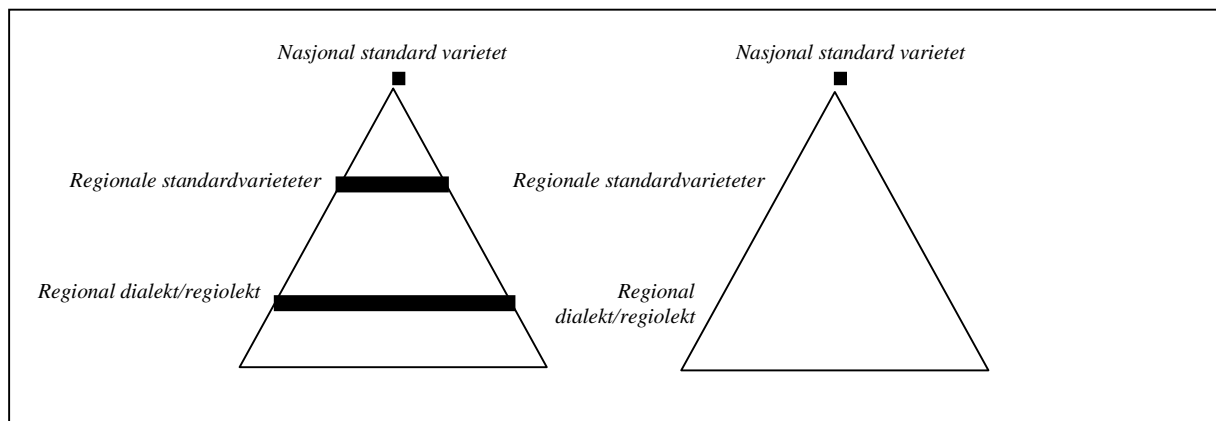 Nasjonal standard varietet
Regionale standardvarieteter
Regional dialekt/regiolekt
Nasjonal standard varietet
Regionale standardvarieteter
Regional
dialekt/regiolekt